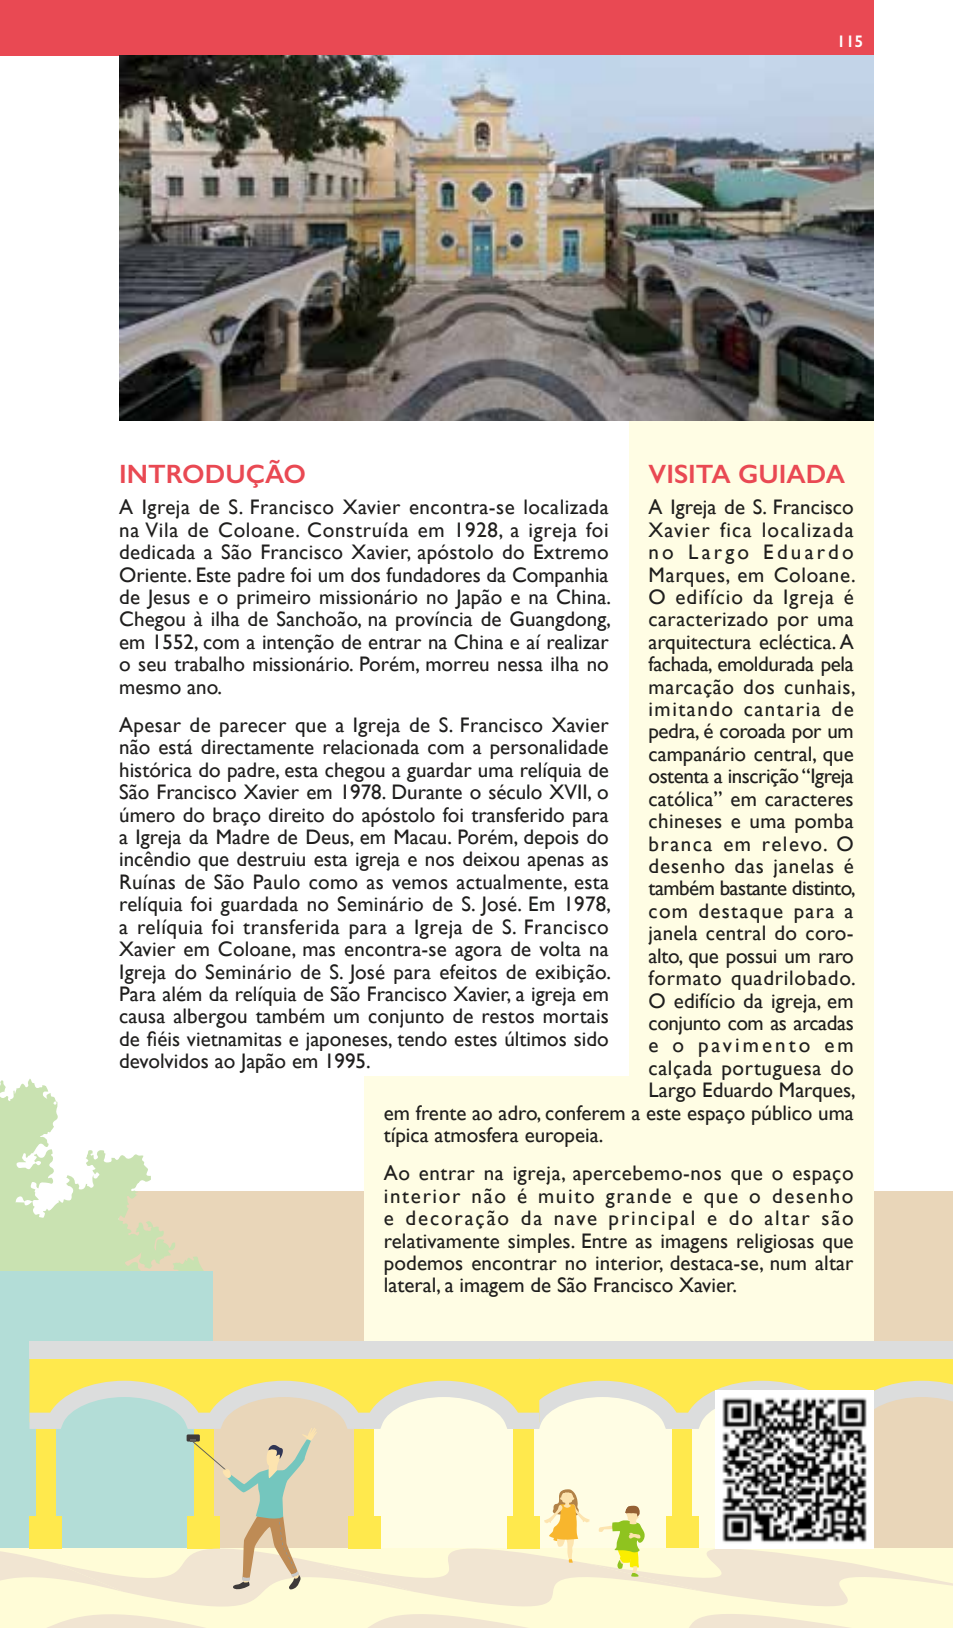 115
INTRODUÇÃO
A Igreja de S. Francisco Xavier encontra-se localizada
na Vila de Coloane. Construída em 1928, a igreja foi
dedicada a São Francisco Xavier, apóstolo do Extremo
Oriente. Este padre foi um dos fundadores da Companhia
de Jesus e o primeiro missionário no Japão e na China.
Chegou à ilha de Sanchoão, na província de Guangdong,
em 1552, com a intenção de entrar na China e aí realizar
o seu trabalho missionário. Porém, morreu nessa ilha no
mesmo ano.
Apesar de parecer que a Igreja de S. Francisco Xavier
não está directamente relacionada com a personalidade
histórica do padre, esta chegou a guardar uma relíquia de
São Francisco Xavier em 1978. Durante o século XVII, o
úmero do braço direito do apóstolo foi transferido para
a Igreja da Madre de Deus, em Macau. Porém, depois do
incêndio que destruiu esta igreja e nos deixou apenas as
Ruínas de São Paulo como as vemos actualmente, esta
relíquia foi guardada no Seminário de S. José. Em 1978,
a relíquia foi transferida para a Igreja de S. Francisco
Xavier em Coloane, mas encontra-se agora de volta na
Igreja do Seminário de S. José para efeitos de exibição.
Para além da relíquia de São Francisco Xavier, a igreja em
causa albergou também um conjunto de restos mortais
de fiéis vietnamitas e japoneses, tendo estes últimos sido
devolvidos ao Japão em 1995.
VISITA GUIADA
A Igreja de S. Francisco
Xavier fica localizada
no Largo Eduardo
Marques, em Coloane.
O edifício da Igreja é
caracterizado por uma
arquitectura ecléctica. A
fachada, emoldurada pela
marcação dos cunhais,
imitando cantaria de
pedra, é coroada por um
campanário central, que
ostenta a inscrição “Igreja
católica” em caracteres
chineses e uma pomba
branca em relevo. O
desenho das janelas é
também bastante distinto,
com destaque para a
janela central do coro-
alto, que possui um raro
formato quadrilobado.
O edifício da igreja, em
conjunto com as arcadas
e o pavimento em
calçada portuguesa do
Largo Eduardo Marques,
em frente ao adro, conferem a este espaço público uma
típica atmosfera europeia.
Ao entrar na igreja, apercebemo-nos que o espaço
interior não é muito grande e que o desenho
e decoração da nave principal e do altar são
relativamente simples. Entre as imagens religiosas que
podemos encontrar no interior, destaca-se, num altar
lateral, a imagem de São Francisco Xavier.